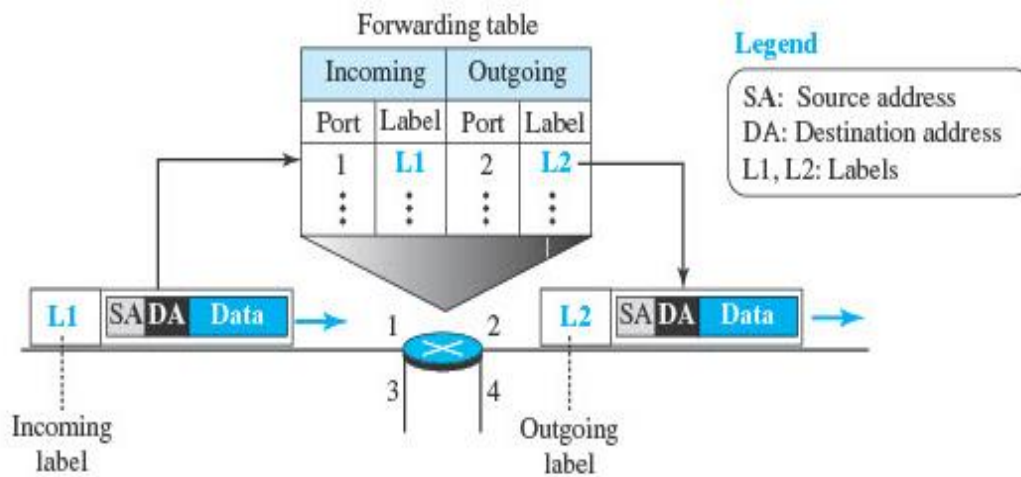 Forwarding table
Incoming Outgoing
Port Label Port Label
1 L1 2 L2
Legend
SA: Source address
DA: Destination address
L1, L2: Labels
L1 SA DA Data
1 2
3 4
L2 SA DA Data
Incoming
label
Outgoing
label